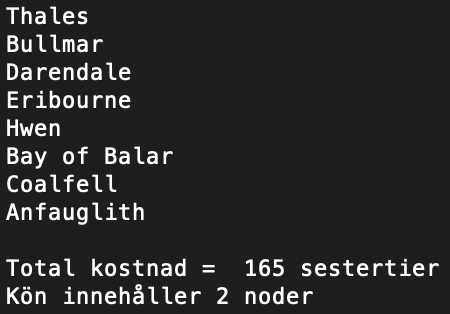 Thales
Bullmar
Darendale
Eribourne
Hwen
Bay of Balar
Coalfell
Anfauglith

Total kostnad =  165 sestertier
Kön innehåller 2 noder